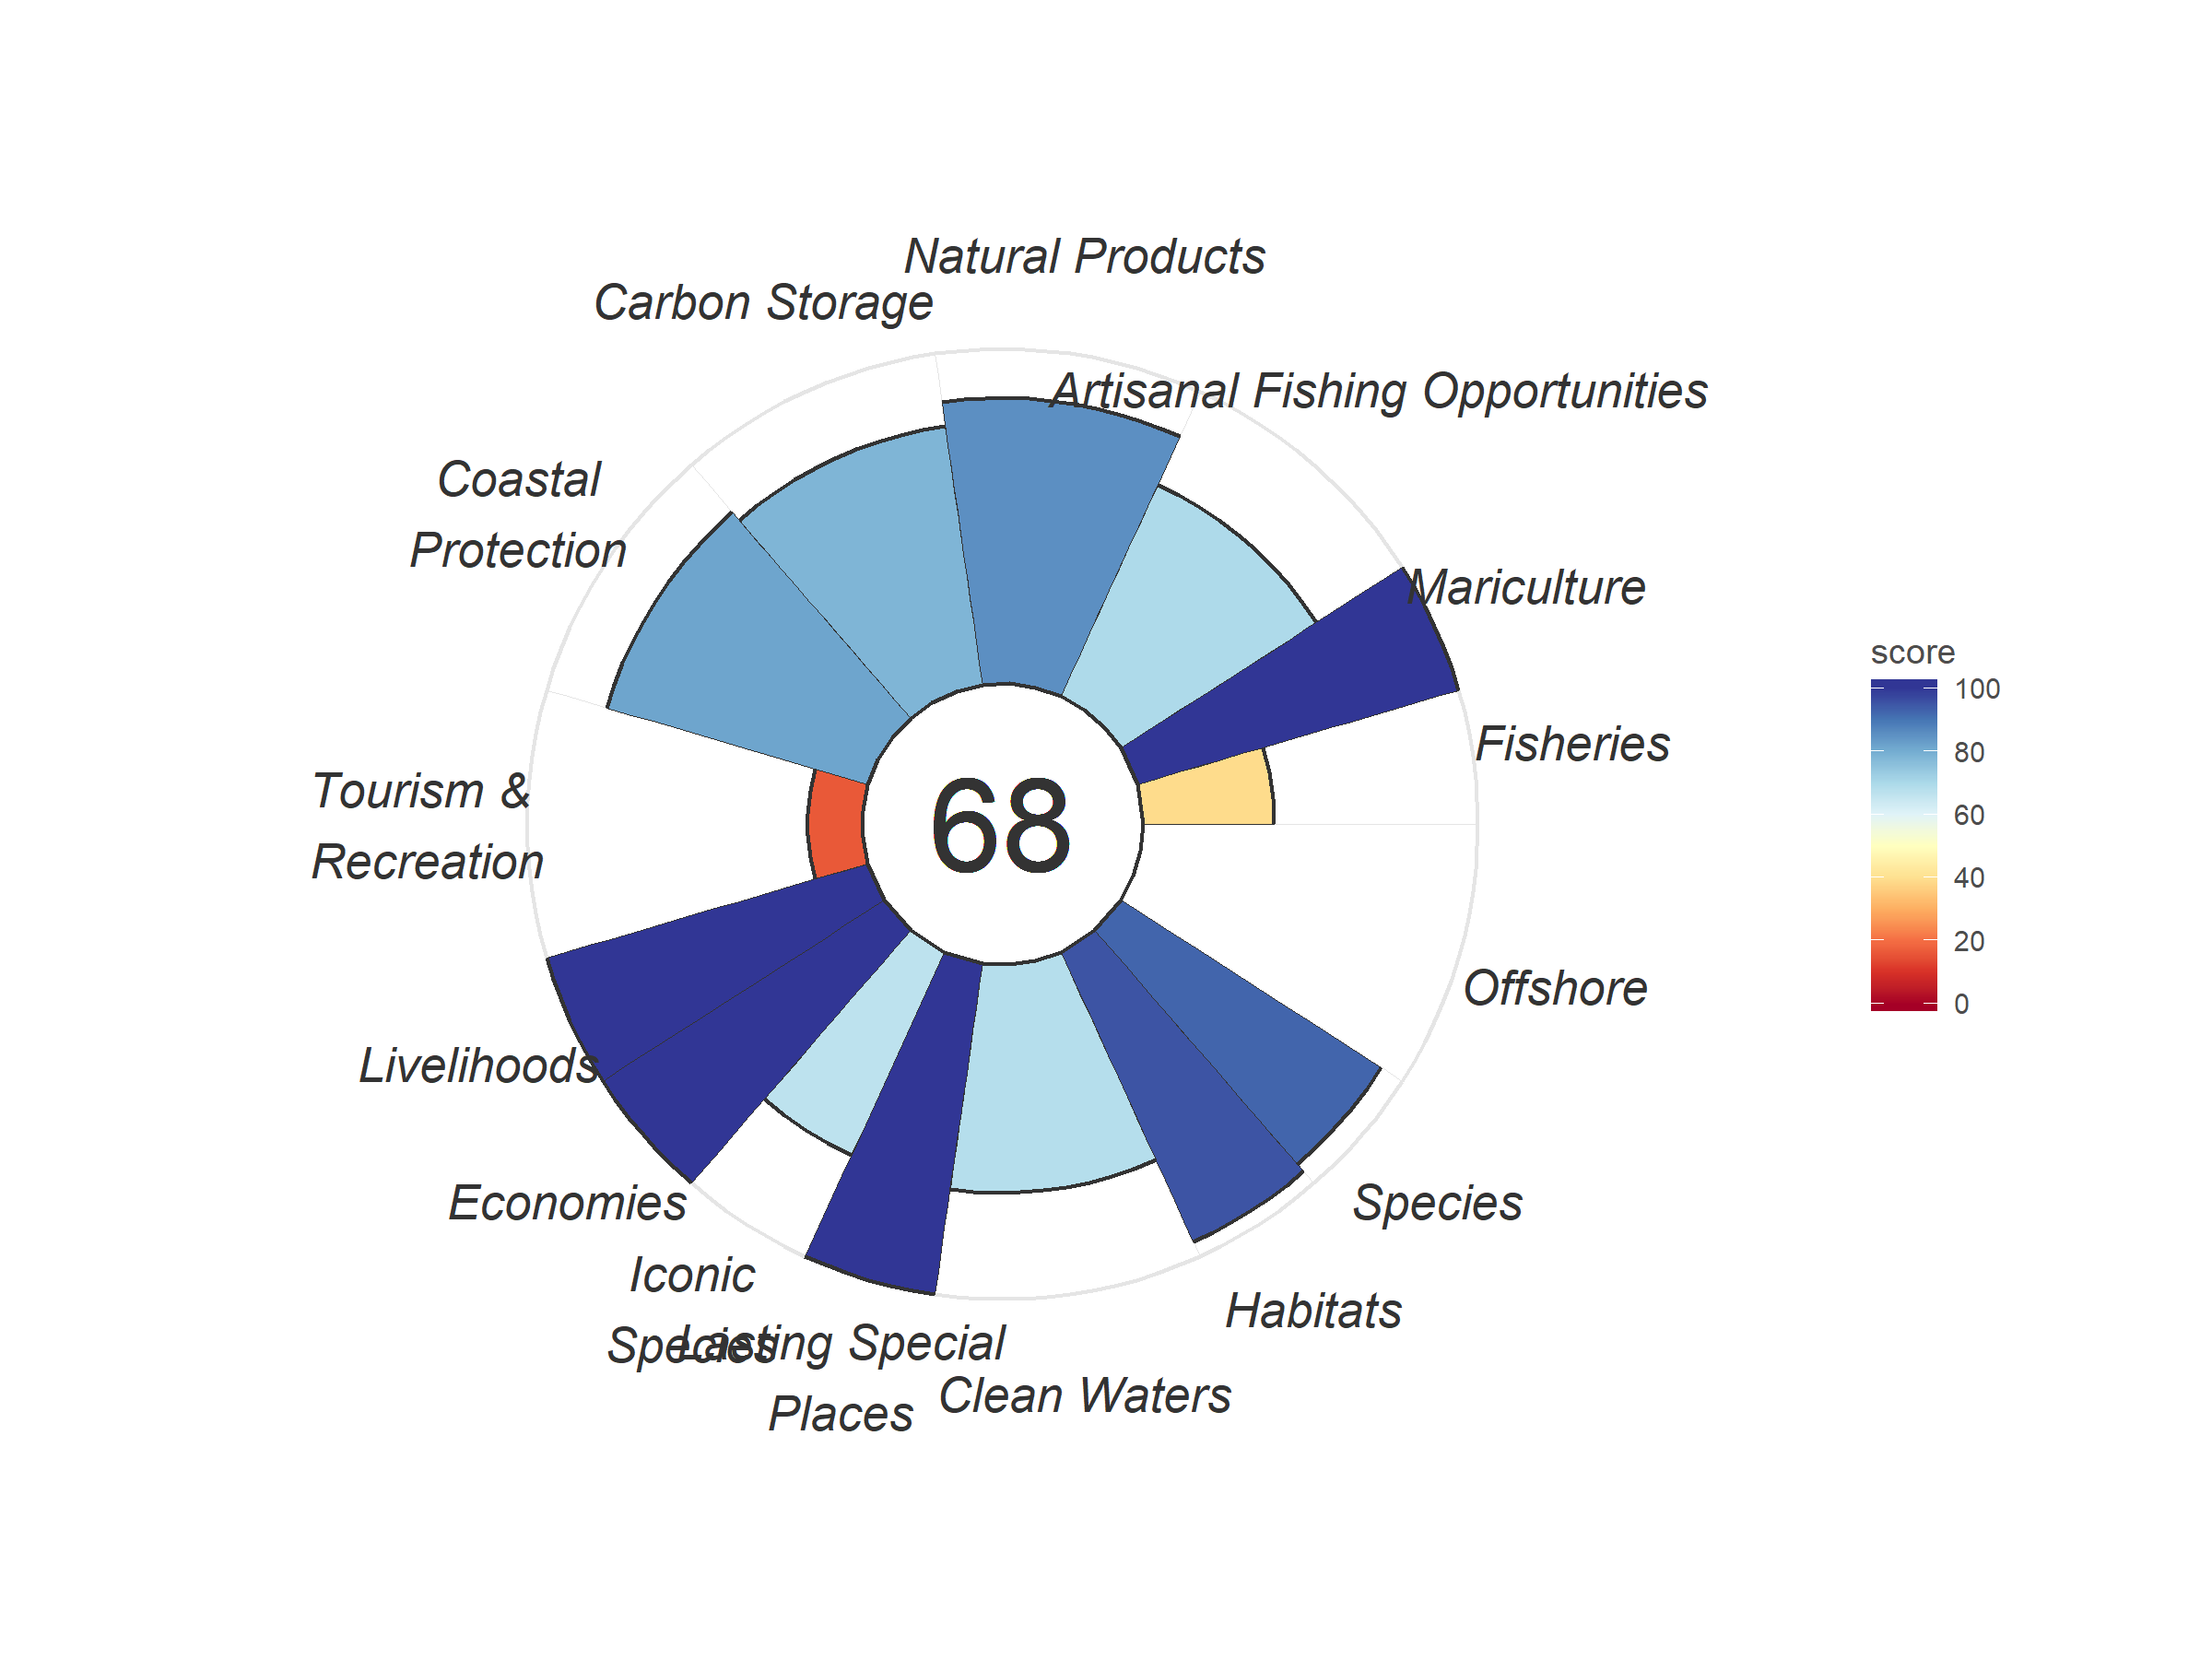 Natural Products
Carbon Storage
Artisanal Fishing Opportunities
Coastal
Protection
Mariculture
Fisheries
Tourism &
Recreation
68
Offshore
Livelihoods
Economies
Species
Iconic
Species
Habitats
Lasting Special
Places
Clean Waters
score
100
80
60
40
20
0